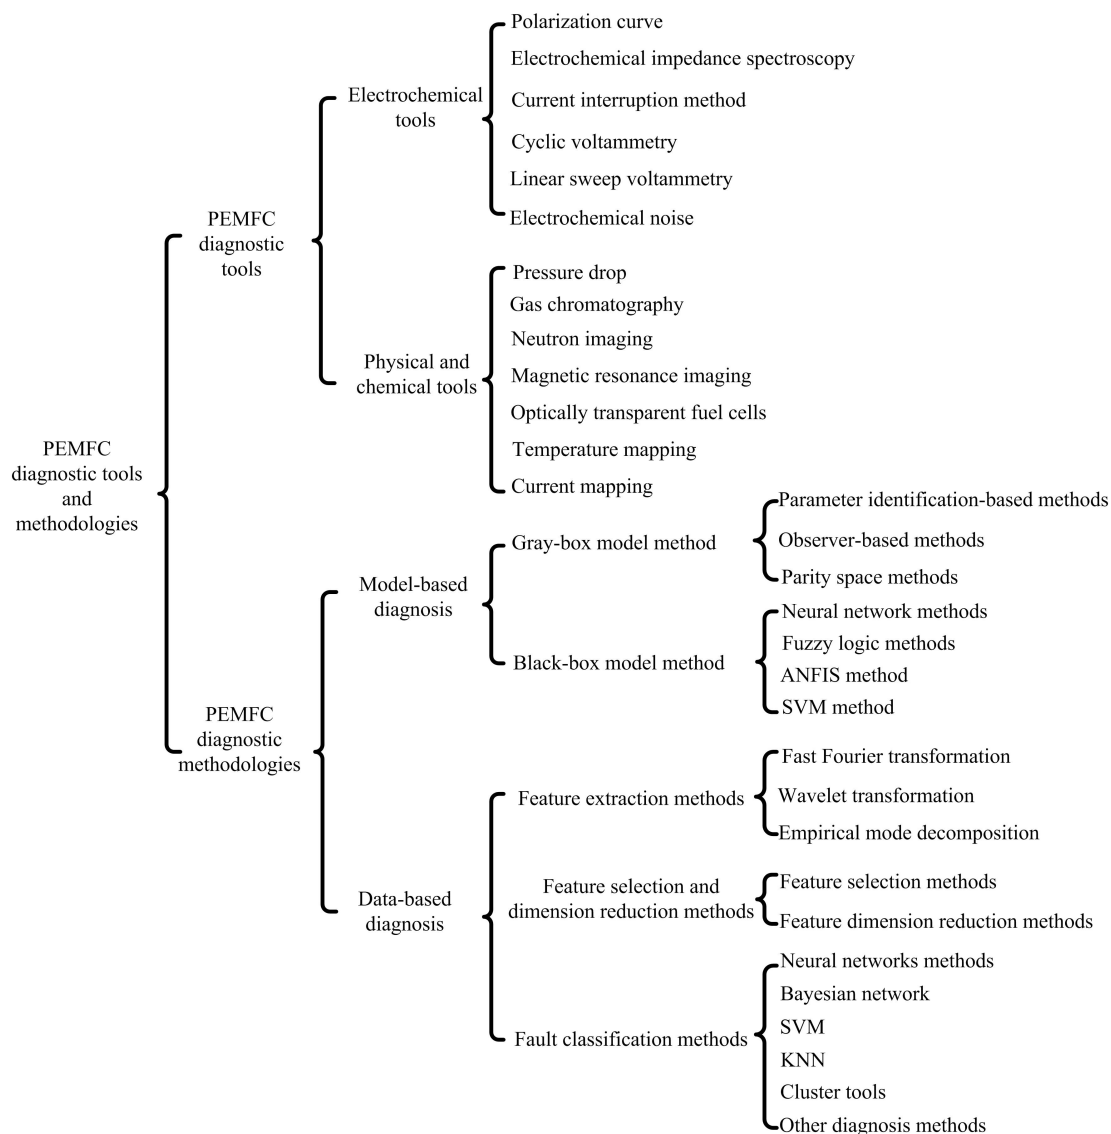 PEMFC
diagnostic tools
and
methodologies
PEMFC
diagnostic
tools
Electrochemical
tools
Polarization curve
Electrochemical impedance spectroscopy
Current interruption method
Cyclic voltammetry
Linear sweep voltammetry
Electrochemical noise
Physical and
chemical tools
Pressure drop
Gas chromatography
Neutron imaging
Magnetic resonance imaging
Optically transparent fuel cells
Temperature mapping
Current mapping
PEMFC
diagnostic
methodologies
Model-based
diagnosis
Gray-box model method
Parameter identification-based methods
Observer-based methods
Parity space methods
Black-box model method
Neural network methods
Fuzzy logic methods
ANFIS method
SVM method
Data-based
diagnosis
Feature extraction methods
Fast Fourier transformation
Wavelet transformation
Empirical mode decomposition
Feature selection and
dimension reduction methods
Feature selection methods
Feature dimension reduction methods
Fault classification methods
Neural networks methods
Bayesian network
SVM
KNN
Cluster tools
Other diagnosis methods